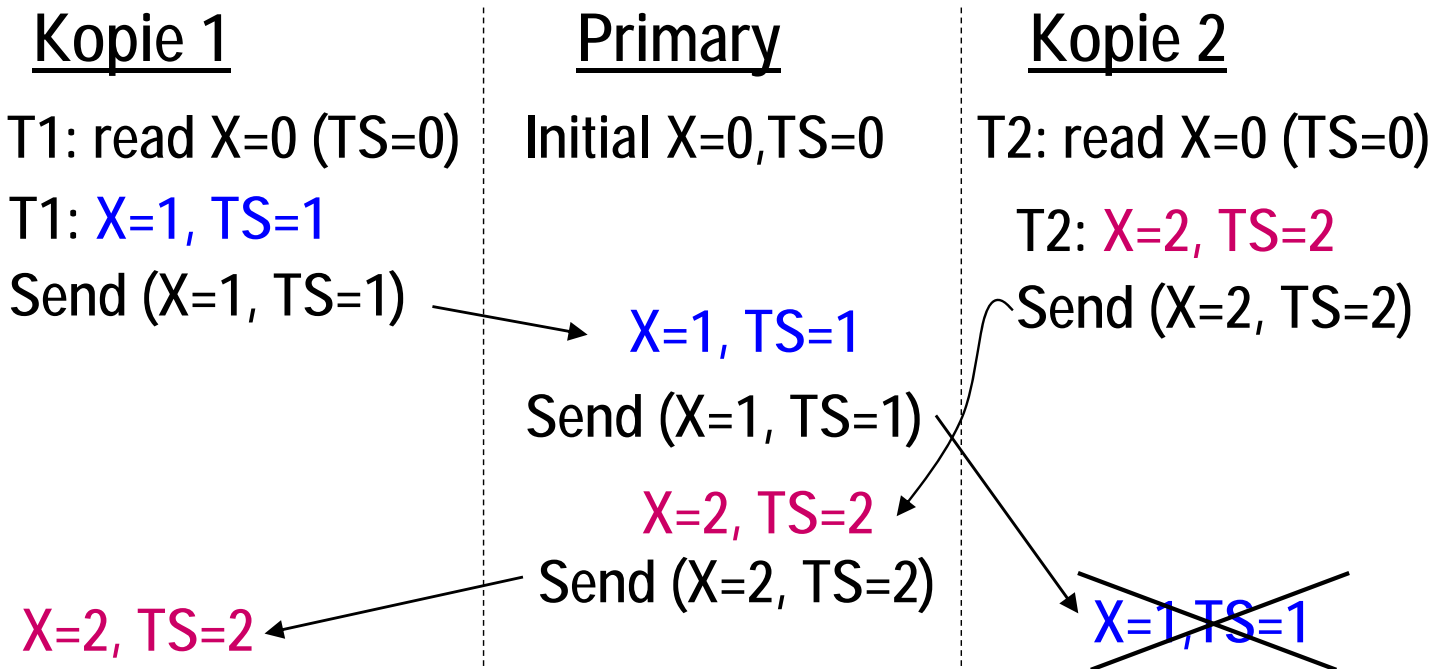 Kopie 1
T1: read X=0 (TS=0)
T1: X=1, TS=1
Send (X=1, TS=1)
X=2, TS=2
Primary
Initial X=0,TS=0
X=1, TS=1
Send (X=1, TS=1)
X=2, TS=2
Send (X=2, TS=2)
Kopie 2
T2: read X=0 (TS=0)
T2: X=2, TS=2
Send (X=2, TS=2)
X=1,TS=1